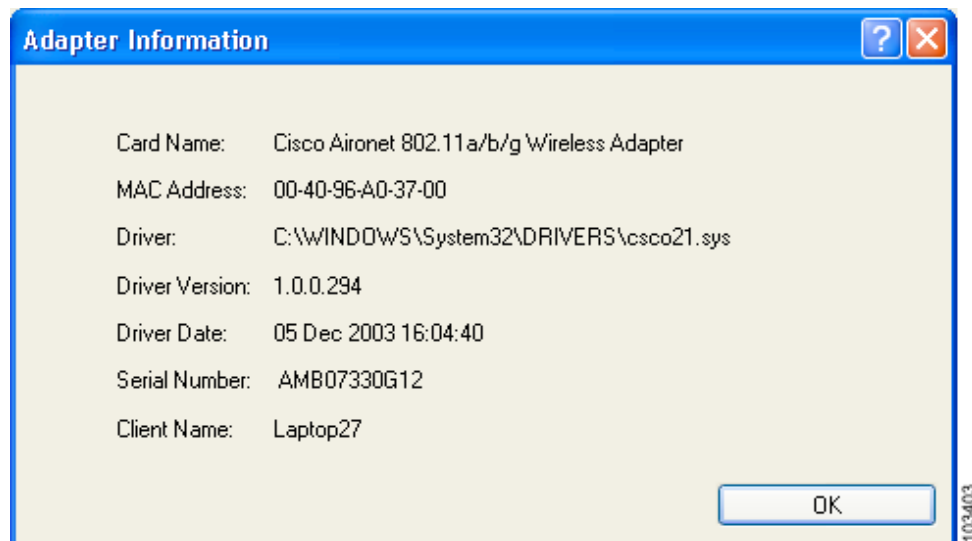 Adapter Information
Card Name: Cisco Aironet 802.11a/b/g Wireless Adapter
MAC Address: 00-40-96-A0-37-00
Driver: C:\WINDOWS\System32\DRIVERS\csco21.sys
Driver Version: 1.0.0.294
Driver Date: 05 Dec 2003 16:04:40
Serial Number: AMB07330G12
Client Name: Laptop27
OK
103403